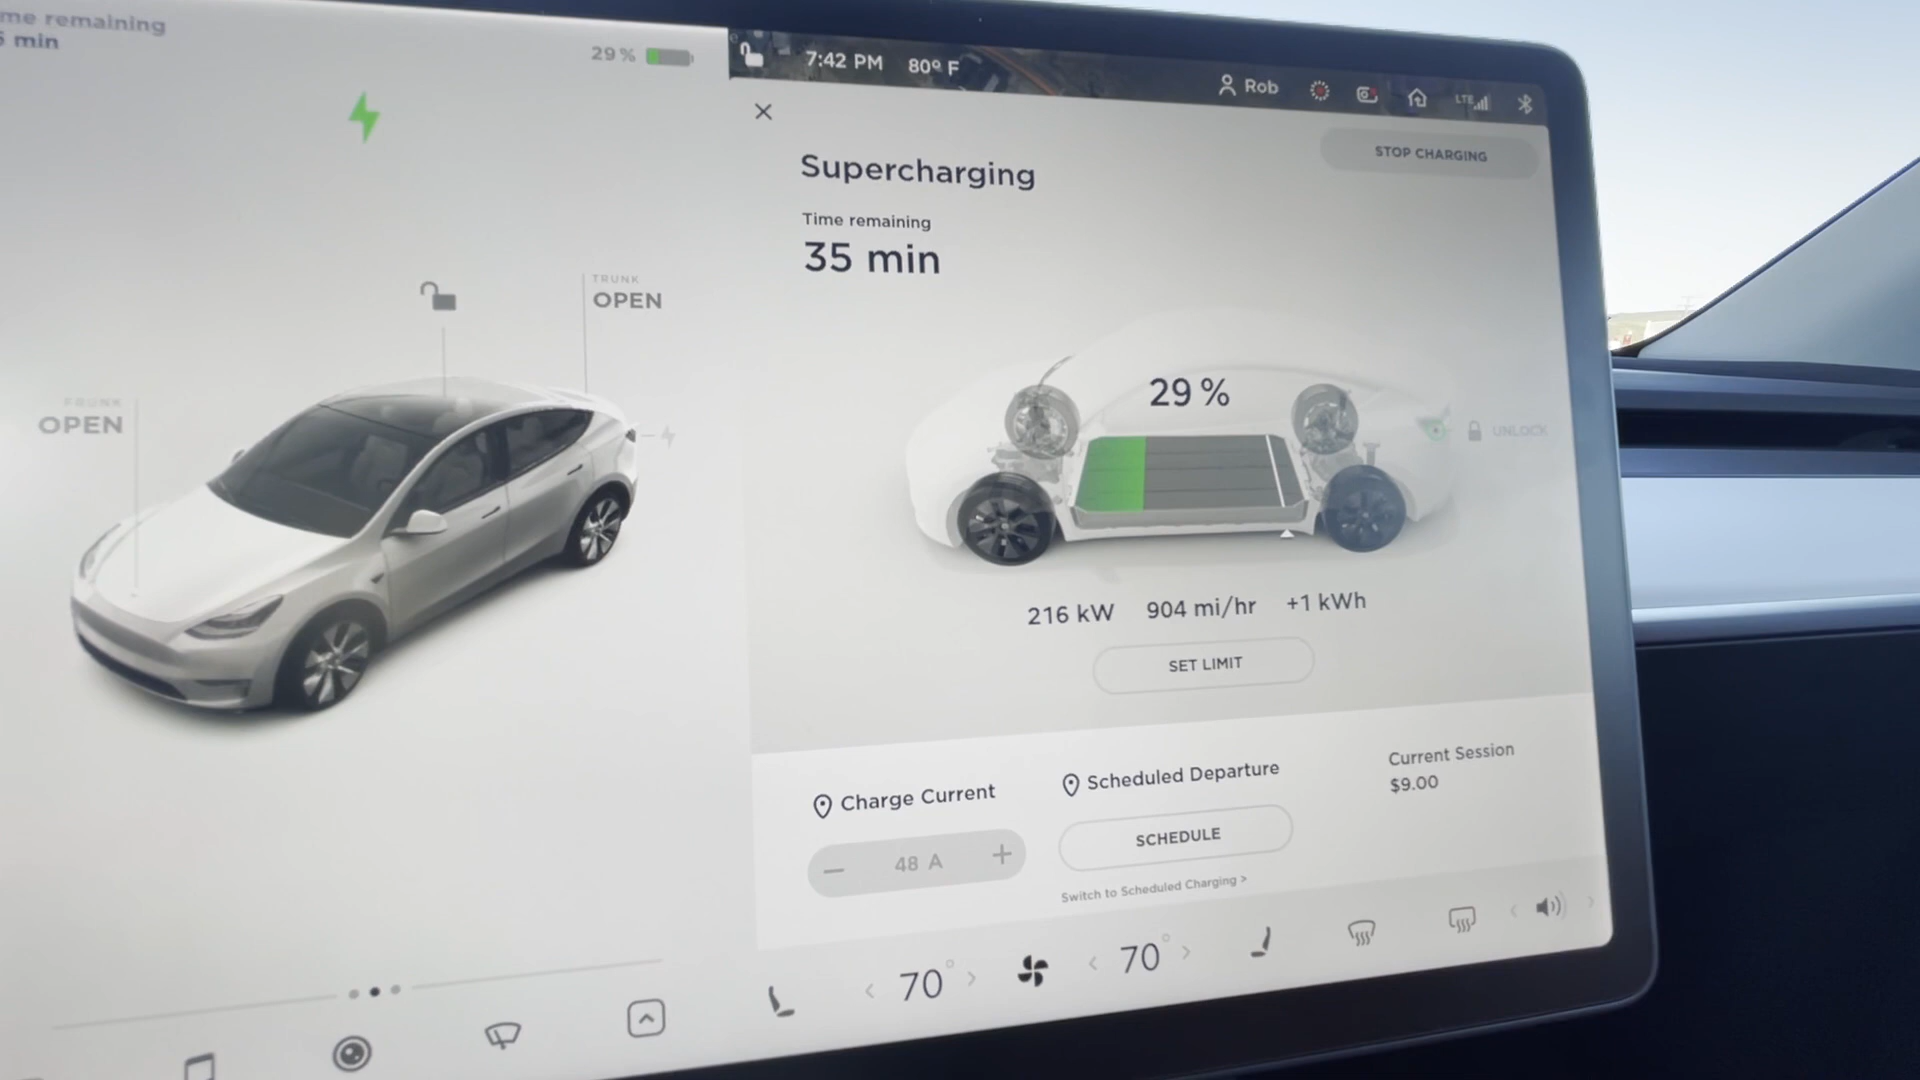 me remaining
min
29 %
TRUNK
OPEN
FRUNK
OPEN
7:42 PM 80° F
Rob
LTE
STOP CHARGING
Supercharging
Time remaining
35 min
29 %
UNLOCK
216 kW 904 mi/hr +1 kWh
SET LIMIT
Charge Current
48 A
Scheduled Departure
SCHEDULE
Switch to Scheduled Charging >
Current Session
$9.00
70°
70°